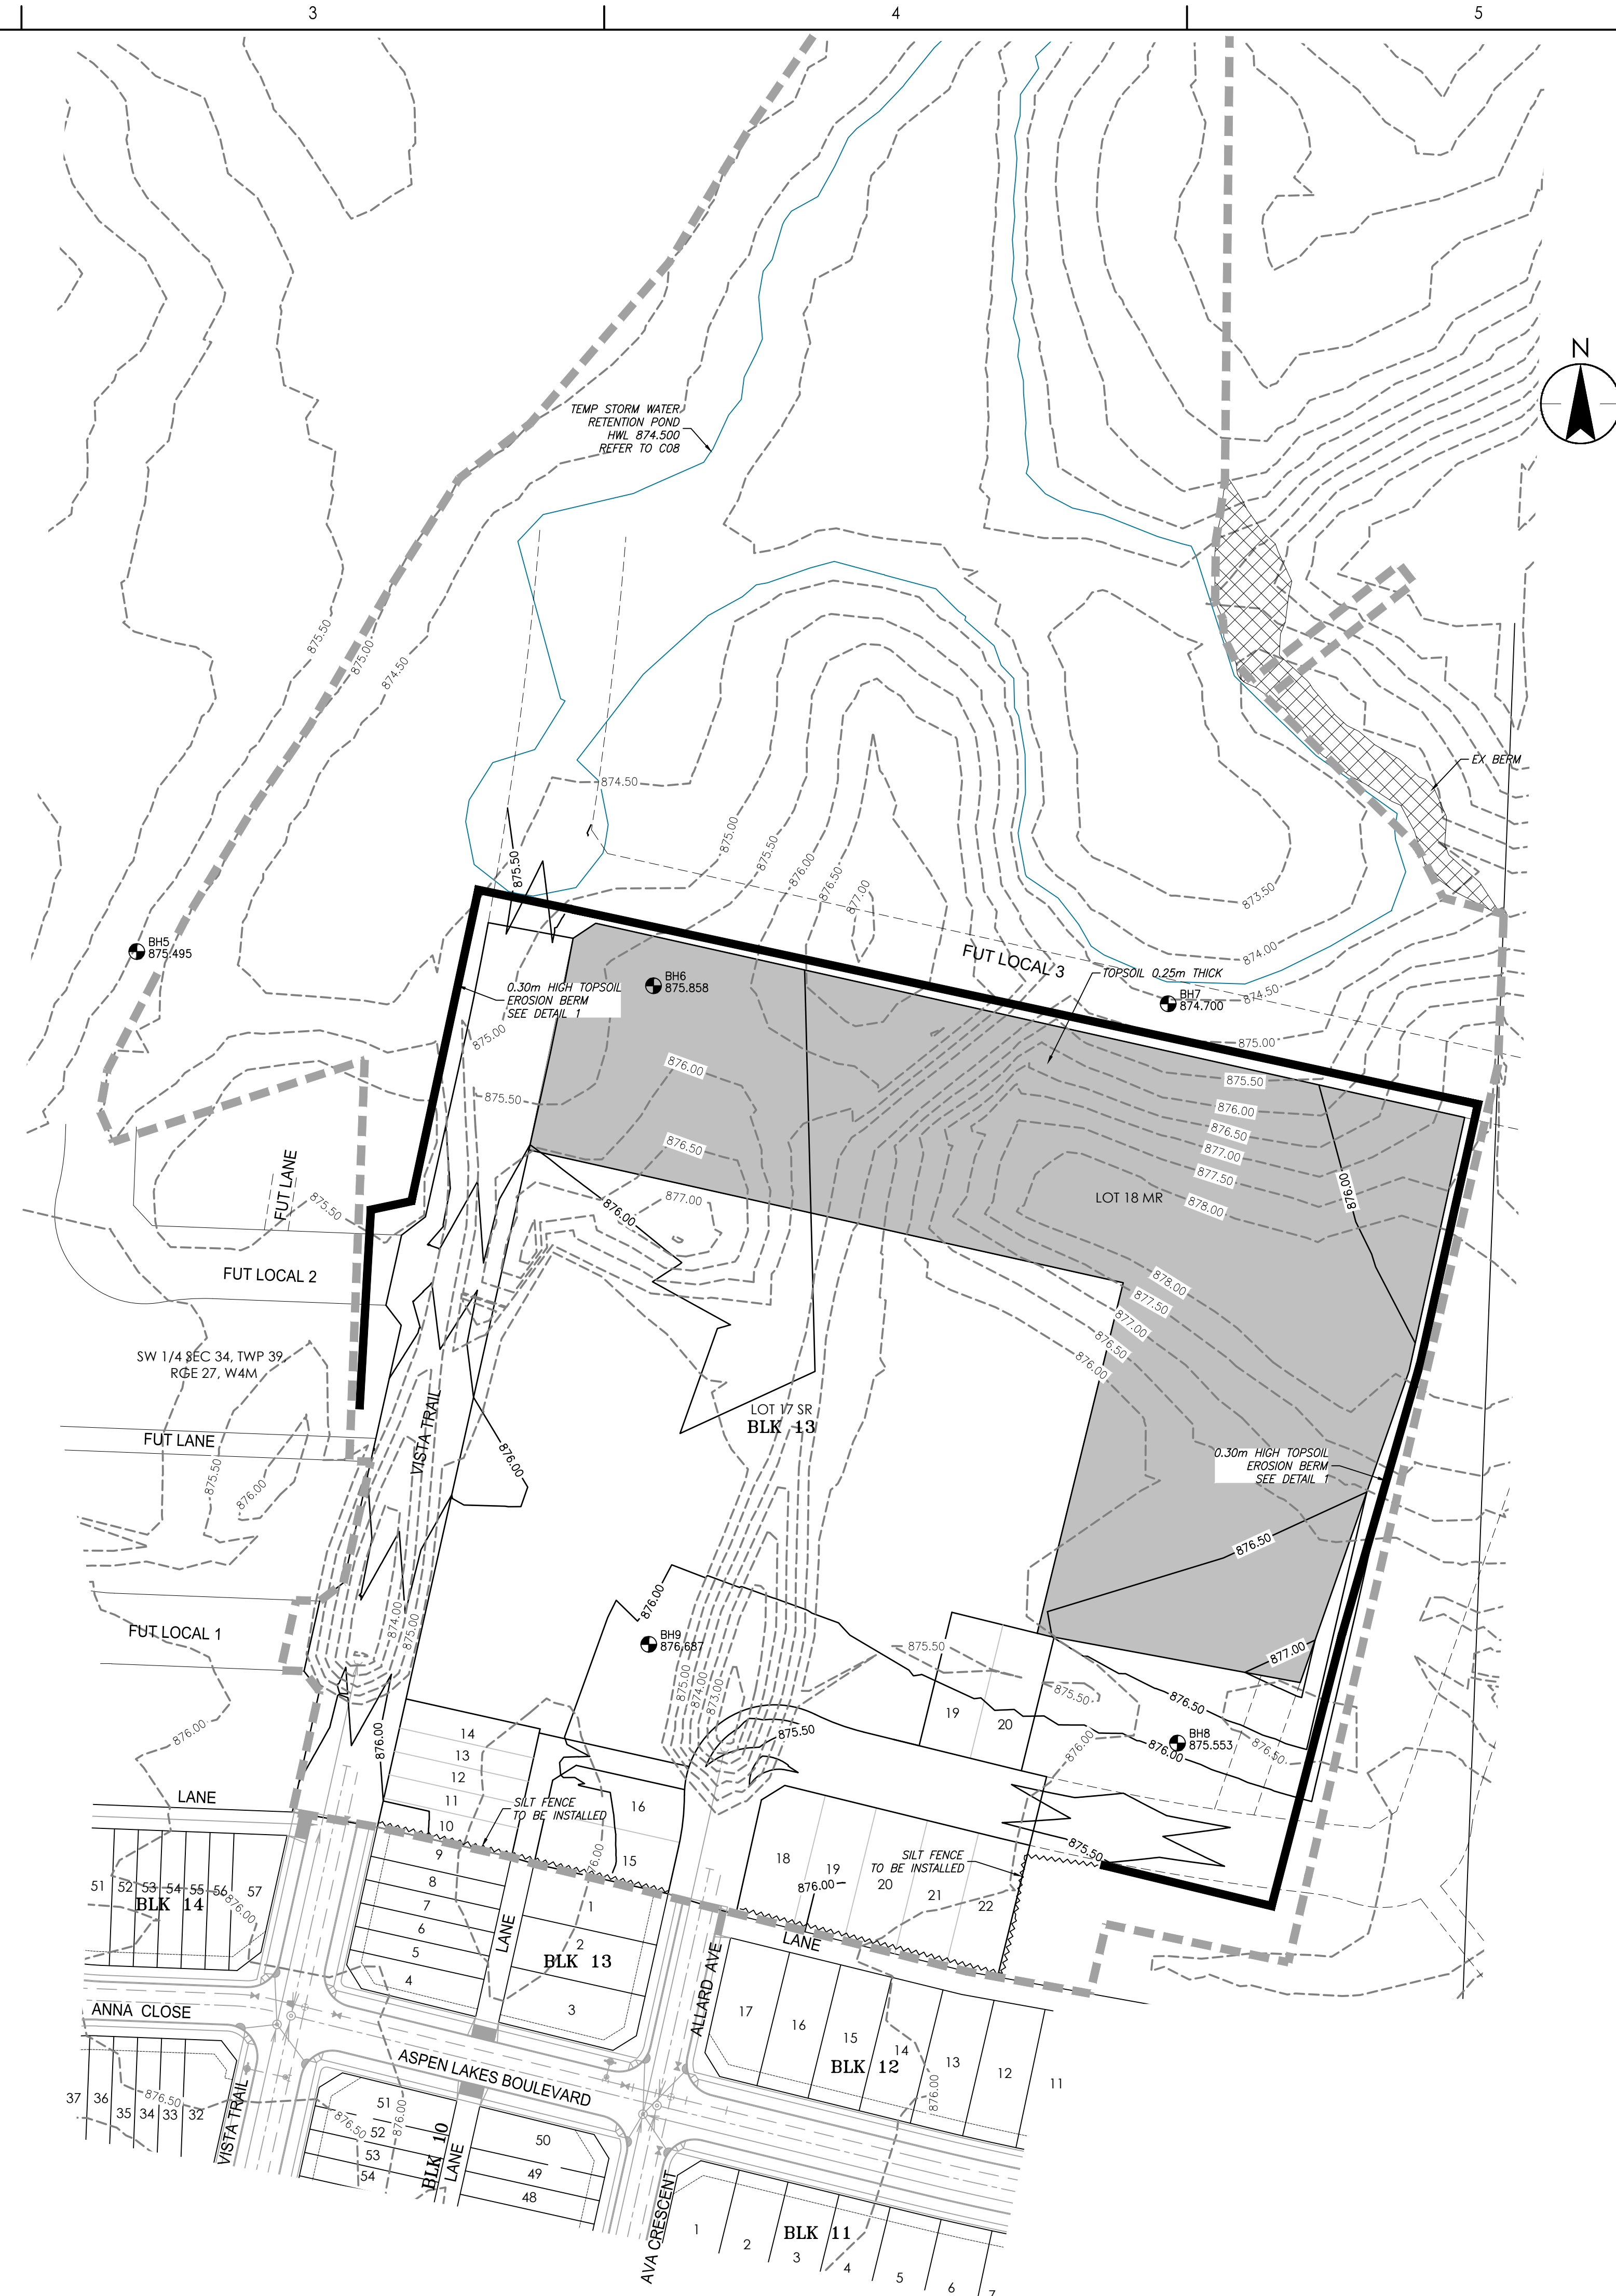 3
4
5
N
TEMP STORM WATER
RETENTION POND
HWL 874.500
REFER TO C08
875.50
875.00
874.50
EX BERM
874.50
875.50
875.00
875.50
876.00
876.50
877.00
873.50
874.00
874.50
BH5
875.495
BH6
875.858
FUT LOCAL 3
TOPSOIL 0.25m THICK
BH7
874.700
0.30m HIGH TOPSOIL
EROSION BERM
SEE DETAIL 1
875.00
875.00
875.50
876.00
875.50
876.00
876.50
876.50
877.00
877.50
878.00
LOT 18 MR
876.00
FUT LANE
875.50
877.00
876.00
FUT LOCAL 2
878.00
877.50
877.00
876.50
876.00
SW 1/4 SEC 34, TWP 39,
RGE 27, W4M
VISTA TRAIL
LOT 17 SR
BLK 13
FUT LANE
875.50
876.00
876.00
0.30m HIGH TOPSOIL
EROSION BERM
SEE DETAIL 1
876.50
874.00
875.00
876.00
FUT LOCAL 1
BH9
876.687
875.50
877.00
875.00
874.00
873.00
875.50
876.50
876.00
876.00
19
20
875.50
876.00
BH8
875.553
876.00
876.50
14
13
12
11
10
16
15
LANE
SILT FENCE
TO BE INSTALLED
876.00
875.50
SILT FENCE
TO BE INSTALLED
18
19
20
21
22
876.00
9
8
7
6
5
4
1
2
3
LANE
BLK 13
51
52
53
54
55
56
57
BLK 14
876.00
LANE
ALLARD AVE
17
16
15
14
13
12
11
BLK 12
876.00
ANNA CLOSE
ASPEN LAKES BOULEVARD
37
36
35
34
33
32
876.50
VISTA TRAIL
51
52
53
54
876.50
876.00
BLK 10
LANE
50
49
48
AVA CRESCENT
BLK 11
1
2
3
4
5
6
7